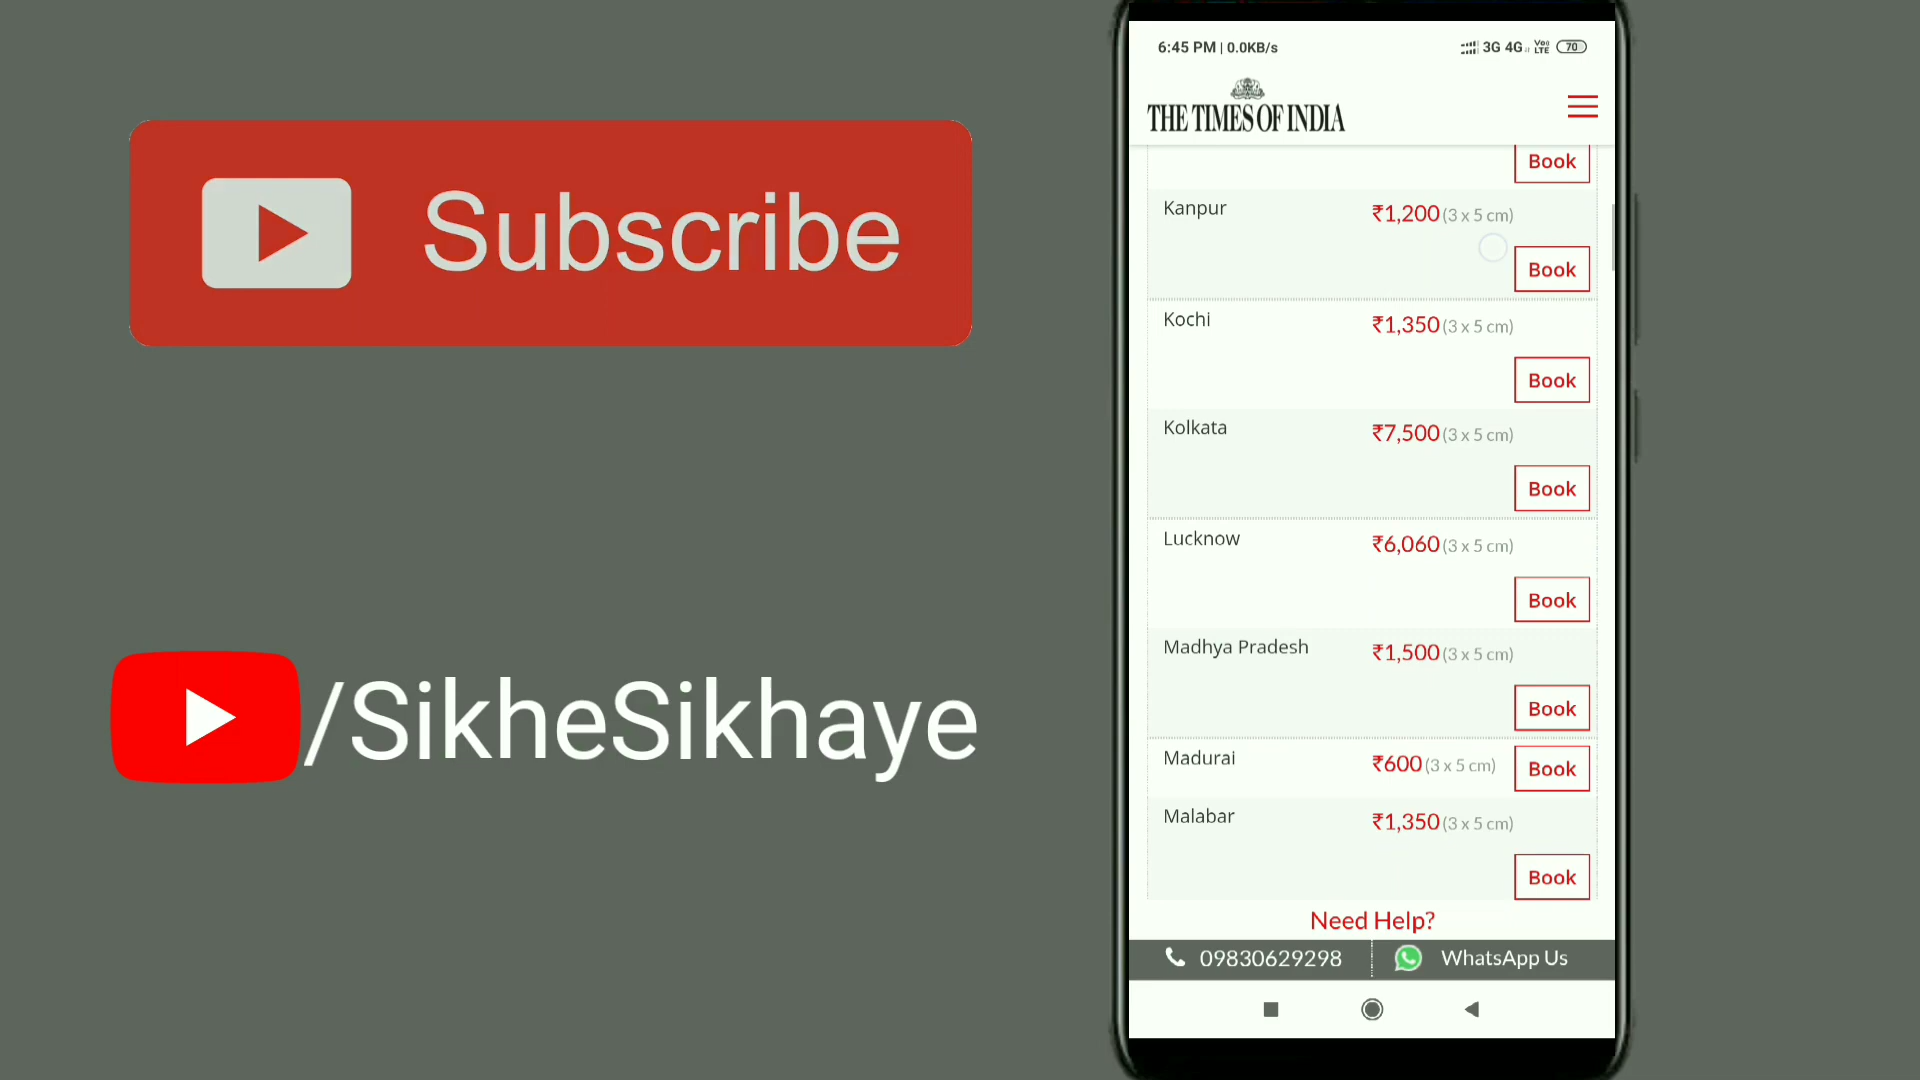 Subscribe
/SikheSikhaye
6:45 PM | 0.0KB/s
3G 4G Vo) LTE 70
THE TIMES OF INDIA
Book
Kanpur ₹1,200 (3 x 5 cm)
Book
Kochi ₹1,350 (3 x 5 cm)
Book
Kolkata ₹7,500 (3 x 5 cm)
Book
Lucknow ₹6,060 (3 x 5 cm)
Book
Madhya Pradesh ₹1,500 (3 x 5 cm)
Book
Madurai ₹600 (3 x 5 cm) Book
Malabar ₹1,350 (3 x 5 cm)
Book
Need Help?
09830629298 WhatsApp Us